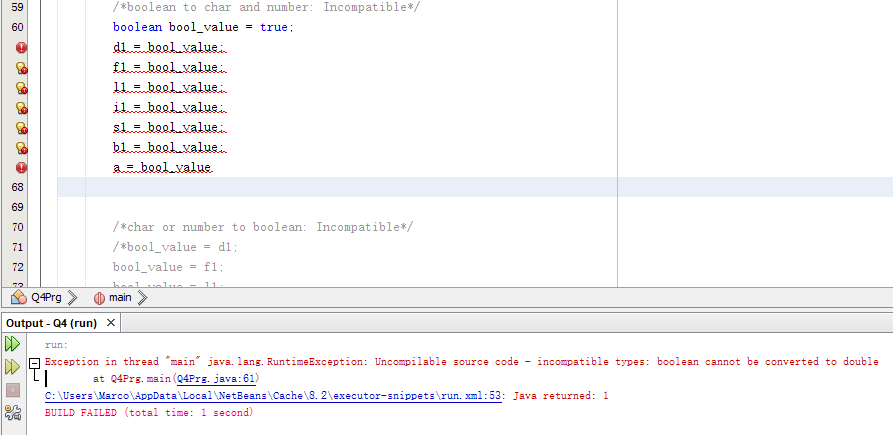 59 /*boolean to char and number: Incompatible*/
60 boolean bool_value = true;
d1 = bool_value;
f1 = bool_value;
l1 = bool_value;
i1 = bool_value;
s1 = bool_value;
b1 = bool_value;
a = bool_value
68
69
70 /*char or number to boolean: Incompatible*/
71 /*bool_value = d1;
72 bool_value = f1;
73 bool_value = l1;
Q4Prg main
Output - Q4 (run) ×
run:
Exception in thread "main" java.lang.RuntimeException: Uncompilable source code - incompatible types: boolean cannot be converted to double
at Q4Prg.main(Q4Prg.java:61)
C:\Users\Marco\AppData\Local\NetBeans\Cache\8.2\executor-snippets\run.xml:53: Java returned: 1
BUILD FAILED (total time: 1 second)